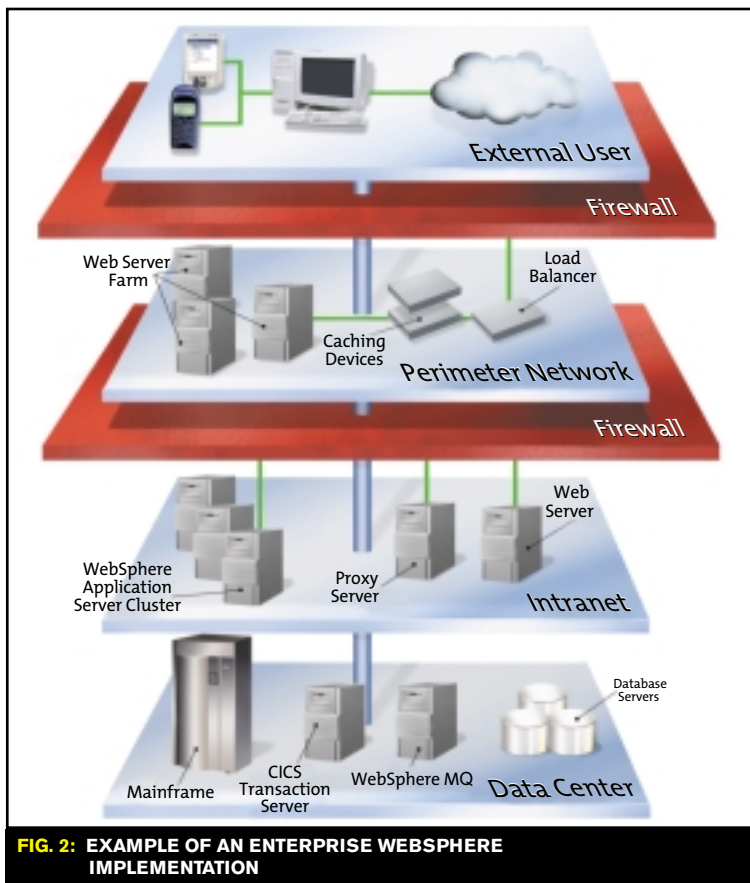 External User
Firewall
Web Server
Farm
Load
Balancer
Caching
Devices
Perimeter Network
Firewall
Web
Server
WebSphere
Application
Server Cluster
Proxy
Server
Intranet
Database
Servers
Mainframe
CICS
Transaction
Server
WebSphere MQ
Data Center
FIG. 2: EXAMPLE OF AN ENTERPRISE WEBSPHERE
IMPLEMENTATION